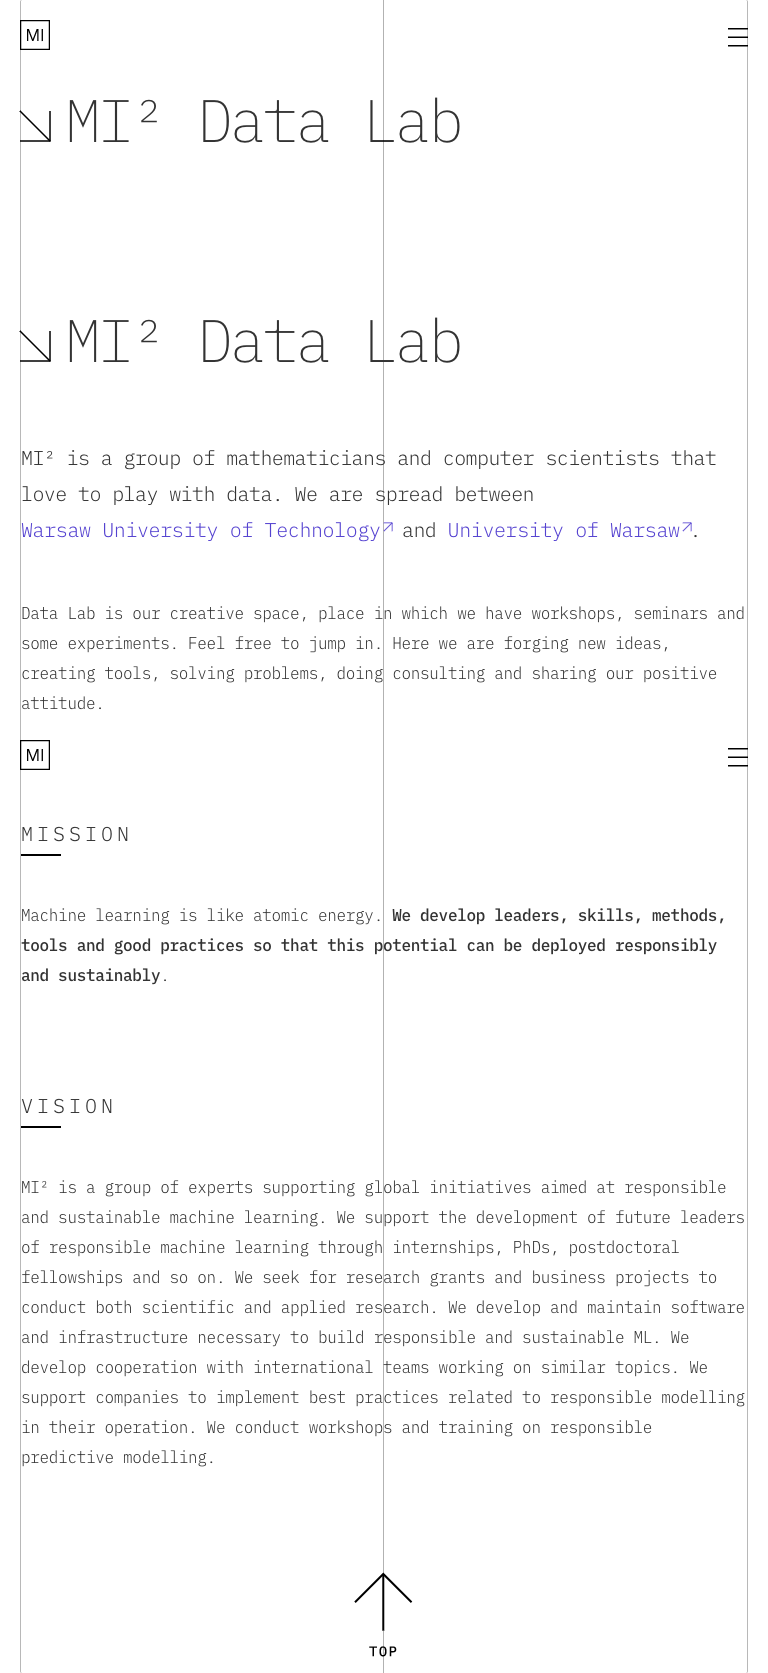 MI
MI² Data Lab
MI² Data Lab
MI² is a group of mathematicians and computer scientists that
love to play with data. We are spread between
Warsaw University of Technology and University of Warsaw.
Data Lab is our creative space, place in which we have workshops, seminars and
some experiments. Feel free to jump in. Here we are forging new ideas,
creating tools, solving problems, doing consulting and sharing our positive
attitude.
MI
MISSION
Machine learning is like atomic energy. We develop leaders, skills, methods,
tools and good practices so that this potential can be deployed responsibly
and sustainably.
VISION
MI² is a group of experts supporting global initiatives aimed at responsible
and sustainable machine learning. We support the development of future leaders
of responsible machine learning through internships, PhDs, postdoctoral
fellowships and so on. We seek for research grants and business projects to
conduct both scientific and applied research. We develop and maintain software
and infrastructure necessary to build responsible and sustainable ML. We
develop cooperation with international teams working on similar topics. We
support companies to implement best practices related to responsible modelling
in their operation. We conduct workshops and training on responsible
predictive modelling.
TOP